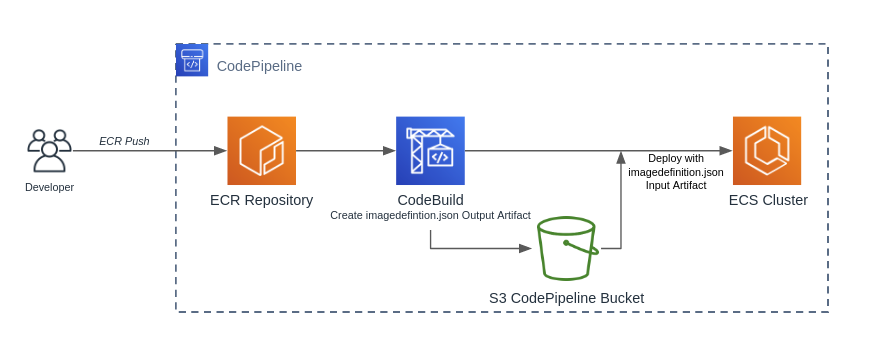 CodePipeline
ECR Push
Developer
ECR Repository
CodeBuild
Create imagedefintion.json Output Artifact
Deploy with
imagedefinition.json
Input Artifact
ECS Cluster
S3 CodePipeline Bucket